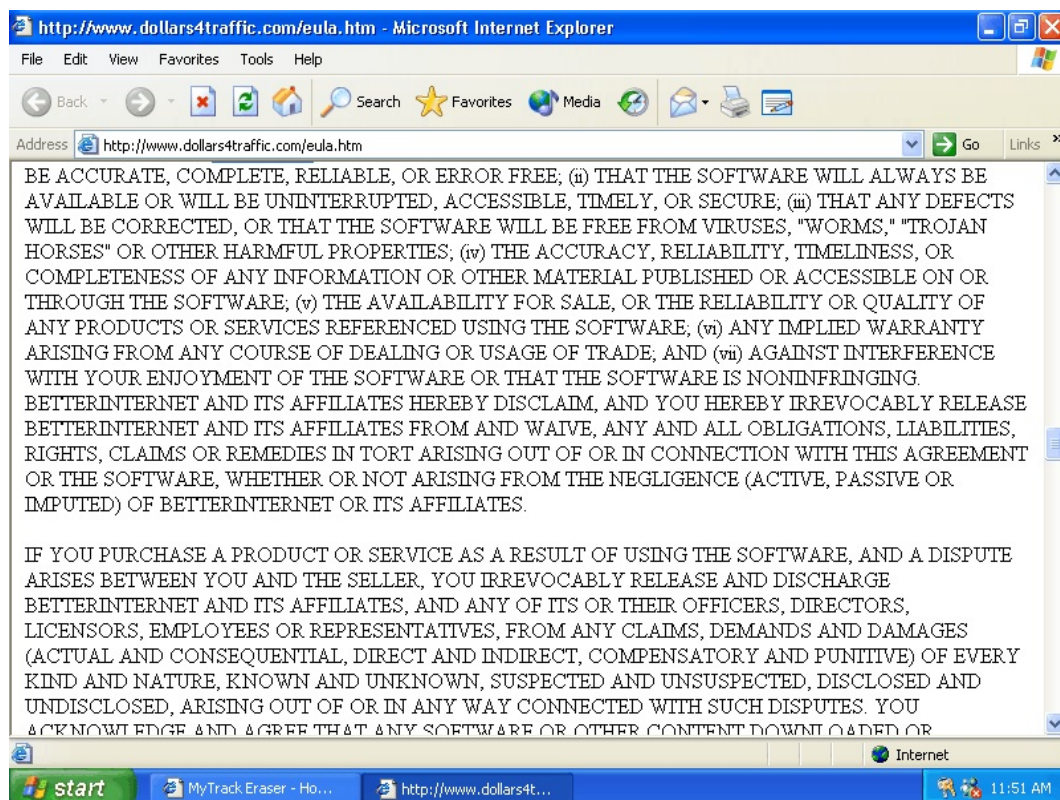 http://www.dollars4traffic.com/eula.htm - Microsoft Internet Explorer
File Edit View Favorites Tools Help
Back Search Favorites Media
Address http://www.dollars4traffic.com/eula.htm Go Links »
BE ACCURATE, COMPLETE, RELIABLE, OR ERROR FREE; (ii) THAT THE SOFTWARE WILL ALWAYS BE
AVAILABLE OR WILL BE UNINTERRUPTED, ACCESSIBLE, TIMELY, OR SECURE; (iii) THAT ANY DEFECTS
WILL BE CORRECTED, OR THAT THE SOFTWARE WILL BE FREE FROM VIRUSES, "WORMS," "TROJAN
HORSES" OR OTHER HARMFUL PROPERTIES; (iv) THE ACCURACY, RELIABILITY, TIMELINESS, OR
COMPLETENESS OF ANY INFORMATION OR OTHER MATERIAL PUBLISHED OR ACCESSIBLE ON OR
THROUGH THE SOFTWARE; (v) THE AVAILABILITY FOR SALE, OR THE RELIABILITY OR QUALITY OF
ANY PRODUCTS OR SERVICES REFERENCED USING THE SOFTWARE; (vi) ANY IMPLIED WARRANTY
ARISING FROM ANY COURSE OF DEALING OR USAGE OF TRADE; AND (vii) AGAINST INTERFERENCE
WITH YOUR ENJOYMENT OF THE SOFTWARE OR THAT THE SOFTWARE IS NONINFRINGING.
BETTERINTERNET AND ITS AFFILIATES HEREBY DISCLAIM, AND YOU HEREBY IRREVOCABLY RELEASE
BETTERINTERNET AND ITS AFFILIATES FROM AND WAIVE, ANY AND ALL OBLIGATIONS, LIABILITIES,
RIGHTS, CLAIMS OR REMEDIES IN TORT ARISING OUT OF OR IN CONNECTION WITH THIS AGREEMENT
OR THE SOFTWARE, WHETHER OR NOT ARISING FROM THE NEGLIGENCE (ACTIVE, PASSIVE OR
IMPUTED) OF BETTERINTERNET OR ITS AFFILIATES.
IF YOU PURCHASE A PRODUCT OR SERVICE AS A RESULT OF USING THE SOFTWARE, AND A DISPUTE
ARISES BETWEEN YOU AND THE SELLER, YOU IRREVOCABLY RELEASE AND DISCHARGE
BETTERINTERNET AND ITS AFFILIATES, AND ANY OF ITS OR THEIR OFFICERS, DIRECTORS,
LICENSORS, EMPLOYEES OR REPRESENTATIVES, FROM ANY CLAIMS, DEMANDS AND DAMAGES
(ACTUAL AND CONSEQUENTIAL, DIRECT AND INDIRECT, COMPENSATORY AND PUNITIVE) OF EVERY
KIND AND NATURE, KNOWN AND UNKNOWN, SUSPECTED AND UNSUSPECTED, DISCLOSED AND
UNDISCLOSED, ARISING OUT OF OR IN ANY WAY CONNECTED WITH SUCH DISPUTES. YOU
ACKNOWLEDGE AND AGREE THAT ANY SOFTWARE OR OTHER CONTENT DOWNLOADED OR
Internet
start MyTrack Eraser - Ho... http://www.dollars4t... 11:51 AM